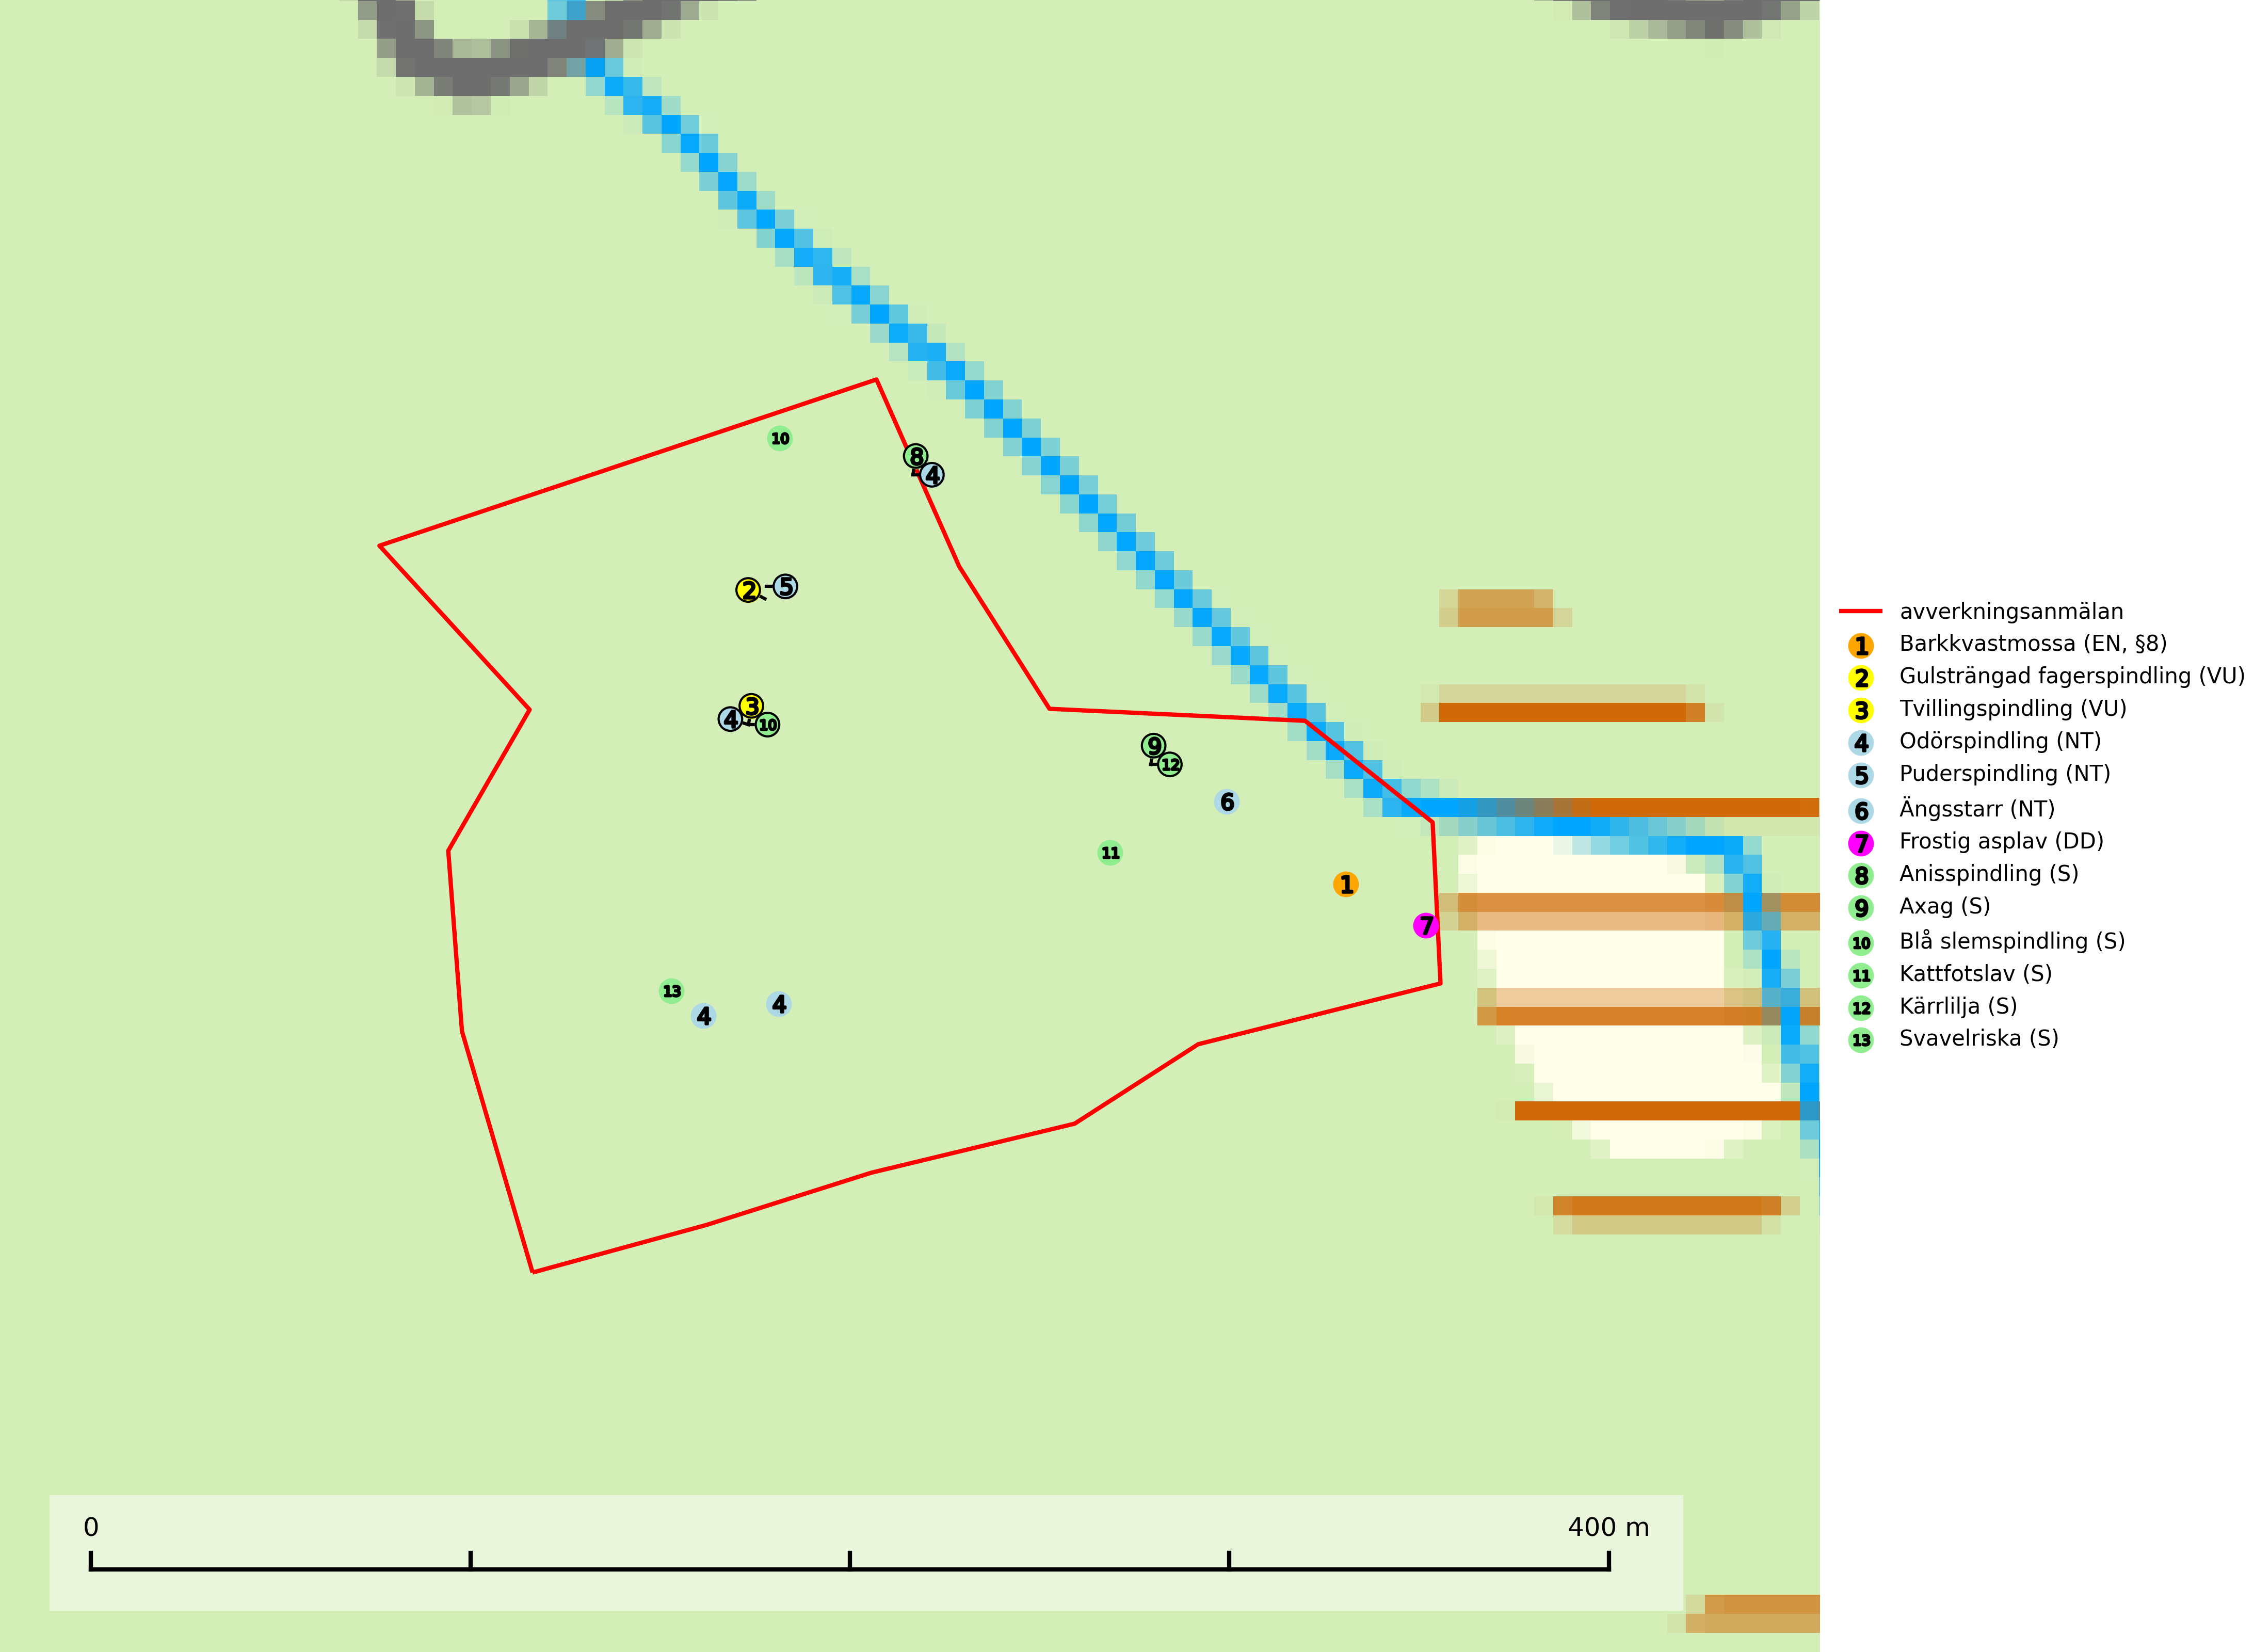 10
8
4
2
5
3
4
10
9
12
6
11
1
7
13
4
4
avverkningsanmälan
1 Barkkvastmossa (EN, §8)
2 Gulsträngad fagerspindling (VU)
3 Tvillingspindling (VU)
4 Odörspindling (NT)
5 Puderspindling (NT)
6 Ängsstarr (NT)
7 Frostig asplav (DD)
8 Anisspindling (S)
9 Axag (S)
10 Blå slemspindling (S)
11 Kattfotslav (S)
12 Kärrlilja (S)
13 Svavelriska (S)
0
400 m